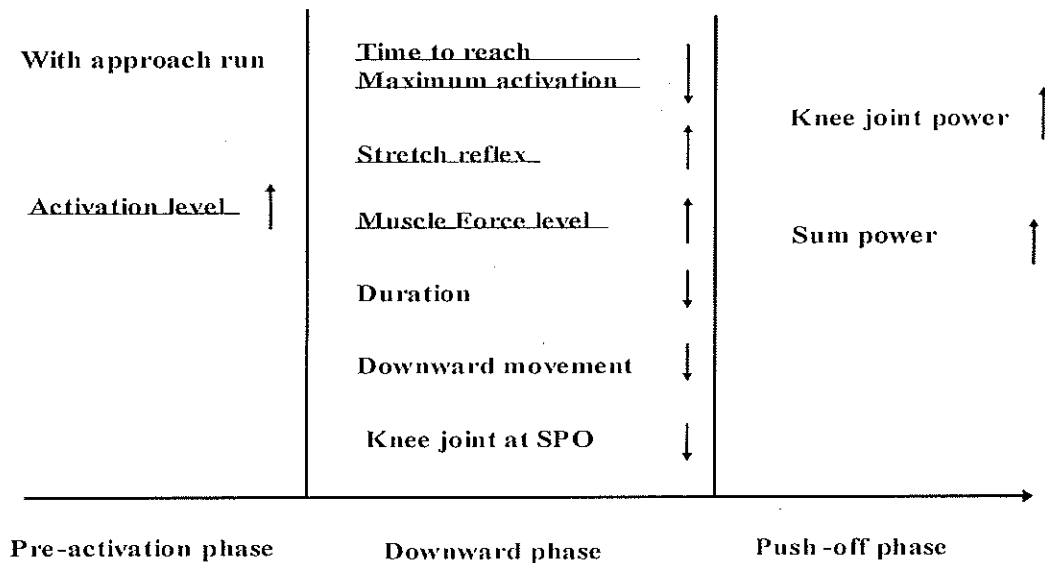 With approach run
Activation level
Time to reach
Maximum activation
Stretch reflex
Muscle Force level
Duration
Downward movement
Knee joint at SPO
Knee joint power
Sum power
Pre-activation phase
Downward phase
Push-off phase